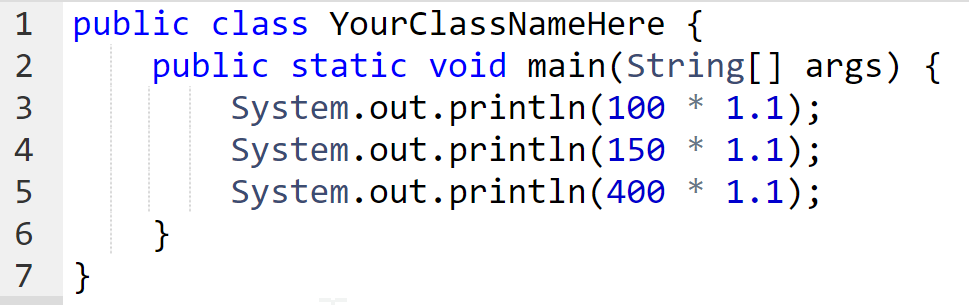 1 public class YourClassNameHere {
2     public static void main(String[] args) {
3         System.out.println(100 * 1.1);
4         System.out.println(150 * 1.1);
5         System.out.println(400 * 1.1);
6     }
7 }